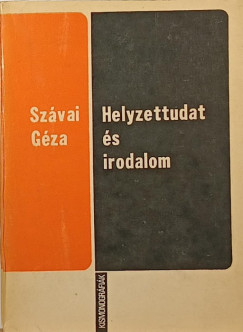 Szávai
Géza
Helyzettudat
és
irodalom
KISMONOGRÁFIÁK